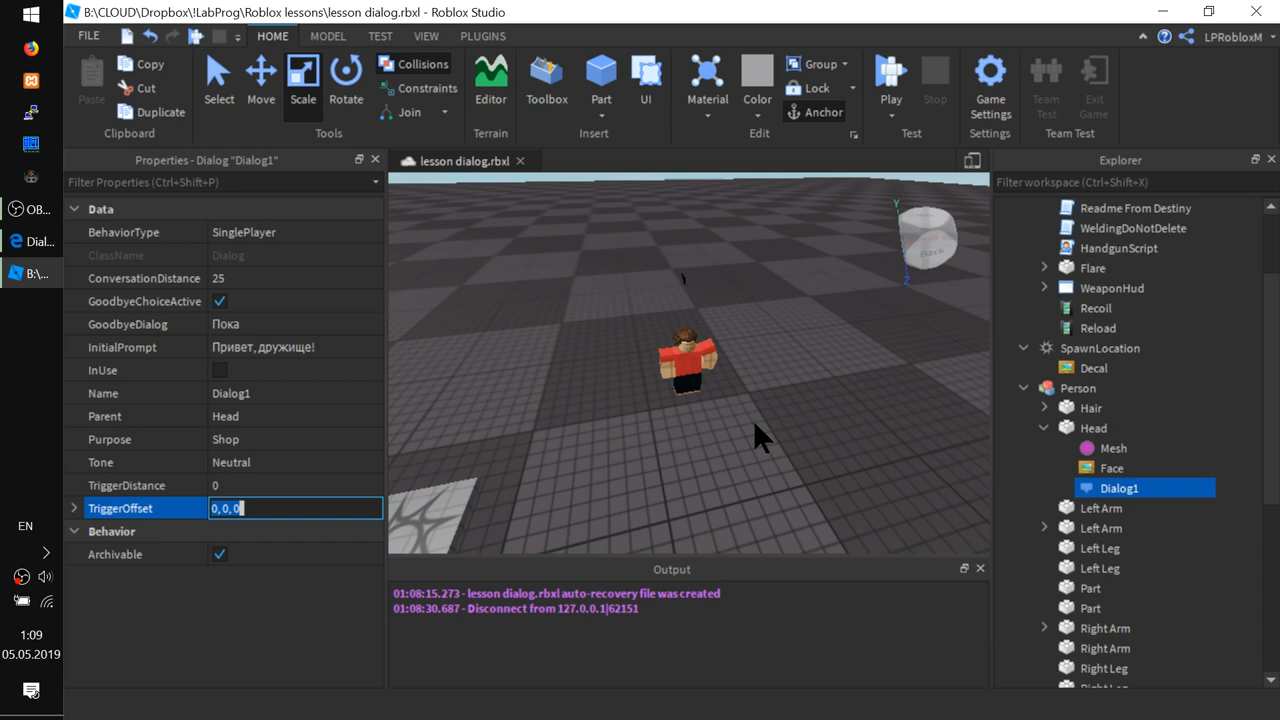 B:\CLOUD\Dropbox\!LabProg\Roblox lessons\lesson dialog.rbxl - Roblox Studio
FILE HOME MODEL TEST VIEW PLUGINS LPRobloxM
Paste Copy Cut Duplicate
Select Move Scale Rotate Collisions Constraints Join
Editor Toolbox Part UI
Material Color Group Lock Anchor
Play Stop Game Settings Team Test Exit Game
Clipboard Tools Terrain Insert Edit Test Settings Team Test
Properties - Dialog "Dialog1"
Filter Properties (Ctrl+Shift+P)
Data
BehaviorType SinglePlayer
ClassName Dialog
ConversationDistance 25
GoodbyeChoiceActive
GoodbyeDialog Пока
InitialPrompt Привет, дружище!
InUse
Name Dialog1
Parent Head
Purpose Shop
Tone Neutral
TriggerDistance 0
TriggerOffset 0, 0, 0
Behavior
Archivable
lesson dialog.rbxl
Y
Back
Z
Output
01:08:15.273 - lesson dialog.rbxl auto-recovery file was created
01:08:30.687 - Disconnect from 127.0.0.1|62151
Explorer
Filter workspace (Ctrl+Shift+X)
Readme From Destiny
WeldingDoNotDelete
HandgunScript
Flare
WeaponHud
Recoil
Reload
SpawnLocation
Decal
Person
Hair
Head
Mesh
Face
Dialog1
Left Arm
Left Arm
Left Leg
Left Leg
Part
Part
Right Arm
Right Arm
Right Leg
OB...
Dial...
B:\...
EN
1:09
05.05.2019